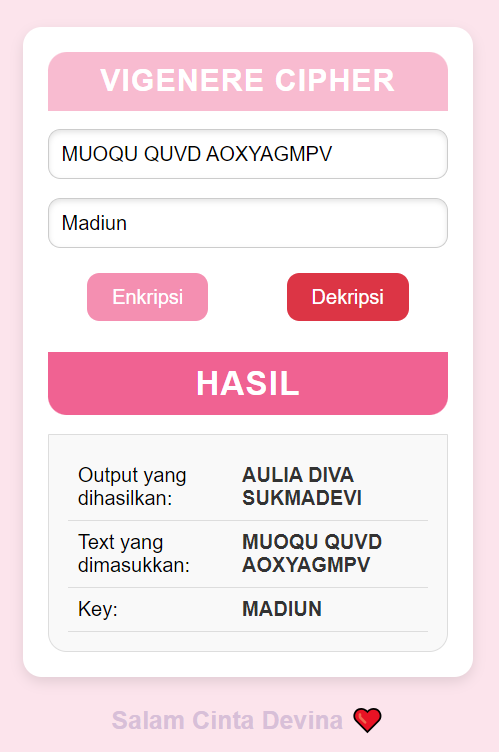 VIGENERE CIPHER
MUOQU QUVD AOXYAGMPV
Madiun
Enkripsi
Dekripsi
HASIL
Output yang
dihasilkan:
AULIA DIVA
SUKMADEVI
Text yang
dimasukkan:
MUOQU QUVD
AOXYAGMPV
Key:
MADIUN
Salam Cinta Devina